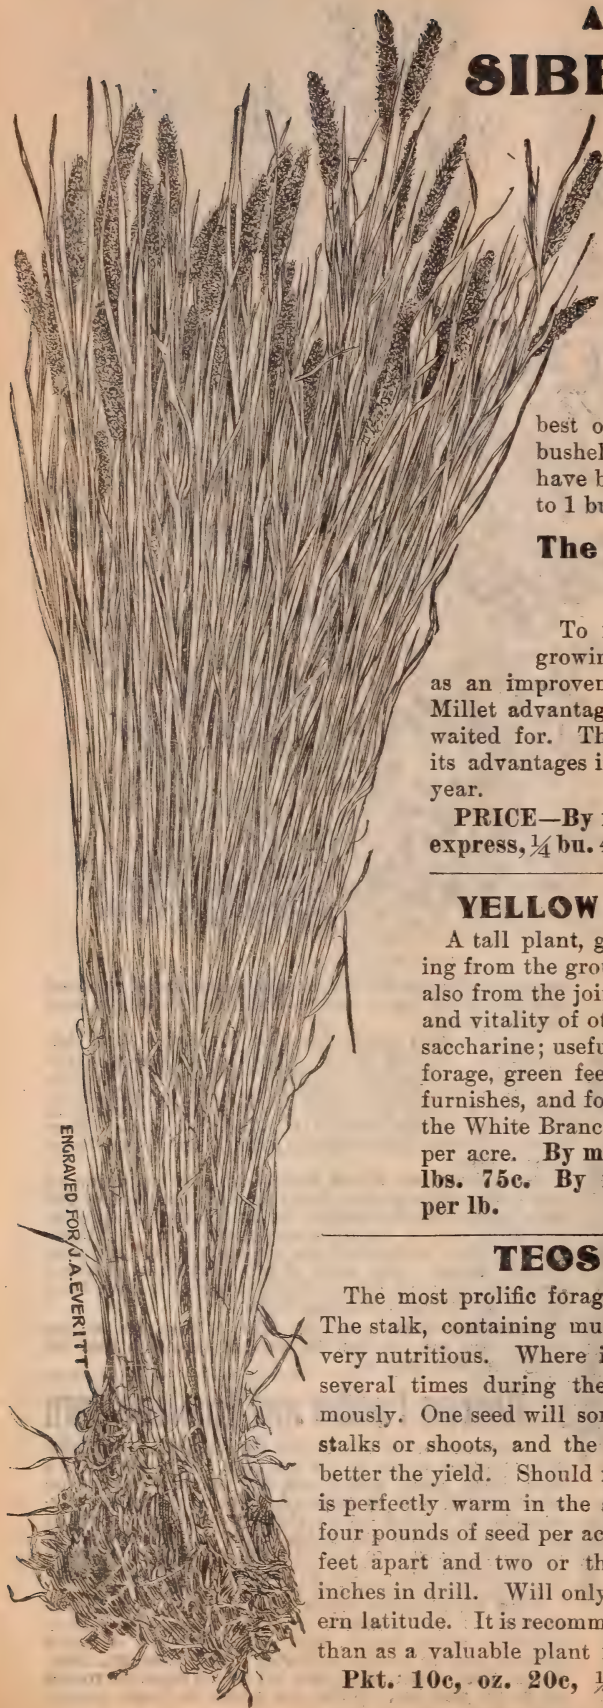 A
SIBE
best o
bushel
have b
to 1 bu
The
To
growin
as an improvem
Millet advantag
waited for. Th
its advantages i
year.
PRICE—By
express, ¼ bu.
YELLOW
A tall plant, g
ing from the grou
also from the join
and vitality of ot
saccharine; usefu
forage, green fee
furnishes, and fo
the White Branc
per acre. By m
lbs. 75c. By
per lb.
ENGRAVED FOR J.A.EVERITT
TEOS
The most prolific forag
The stalk, containing mu
very nutritious. Where i
several times during the
mously. One seed will so
stalks or shoots, and the
better the yield. Should
is perfectly warm in the
four pounds of seed per ac
feet apart and two or th
inches in drill. Will only
ern latitude. It is recomm
than as a valuable plant
Pkt. 10c, oz. 20c,